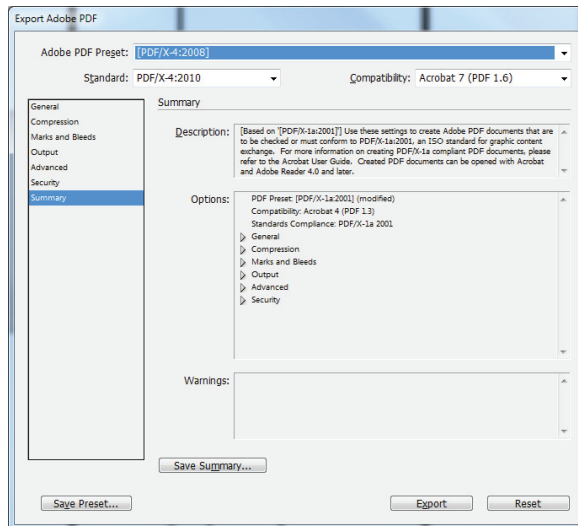 Export Adobe PDF
Adobe PDF Preset: [PDF/X-4:2008]
Standard: PDF/X-4:2010 Compatibility: Acrobat 7 (PDF 1.6)
General
Compression
Marks and Bleeds
Output
Advanced
Security
Summary
Summary
Description: [Based on '[PDF/X-1a:2001]'] Use these settings to create Adobe PDF documents that are
to be checked or must conform to PDF/X-1a:2001, an ISO standard for graphic content
exchange. For more information on creating PDF/X-1a compliant PDF documents, please
refer to the Acrobat User Guide. Created PDF documents can be opened with Acrobat
and Adobe Reader 4.0 and later.
Options: PDF Preset: [PDF/X-1a:2001] (modified)
Compatibility: Acrobat 4 (PDF 1.3)
Standards Compliance: PDF/X-1a 2001
General
Compression
Marks and Bleeds
Output
Advanced
Security
Warnings:
Save Summary...
Save Preset... Export Reset